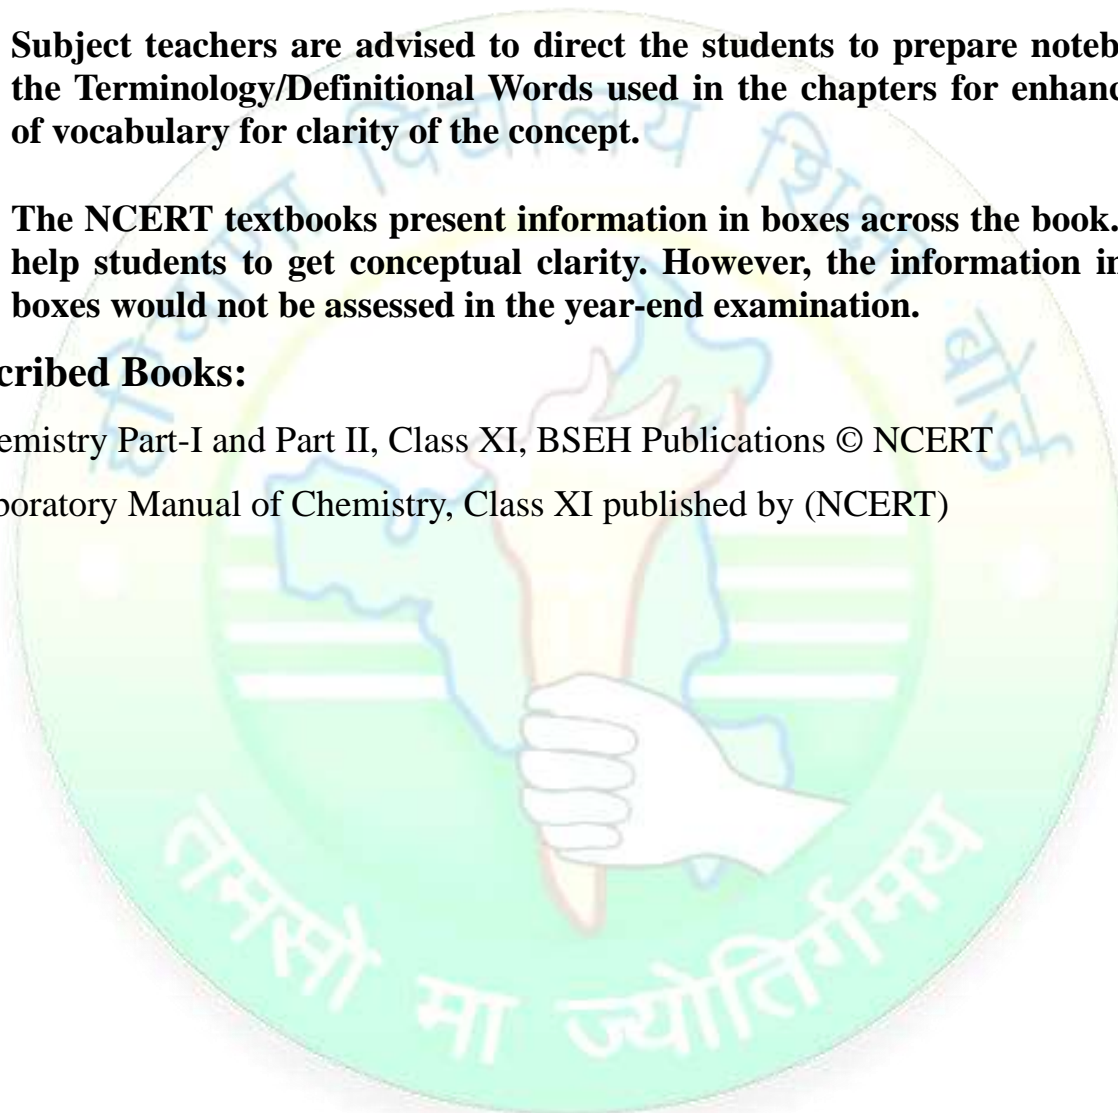 Subject teachers are advised to direct the students to prepare noteb
the Terminology/Definitional Words used in the chapters for enhanc
of vocabulary for clarity of the concept.
The NCERT textbooks present information in boxes across the book.
help students to get conceptual clarity. However, the information in
boxes would not be assessed in the year-end examination.
cribed Books:
emistry Part-I and Part II, Class XI, BSEH Publications © NCERT
boratory Manual of Chemistry, Class XI published by (NCERT)
हरियाणा विद्यालय शिक्षा बोर्ड
तमसो मा ज्योतिर्गमय